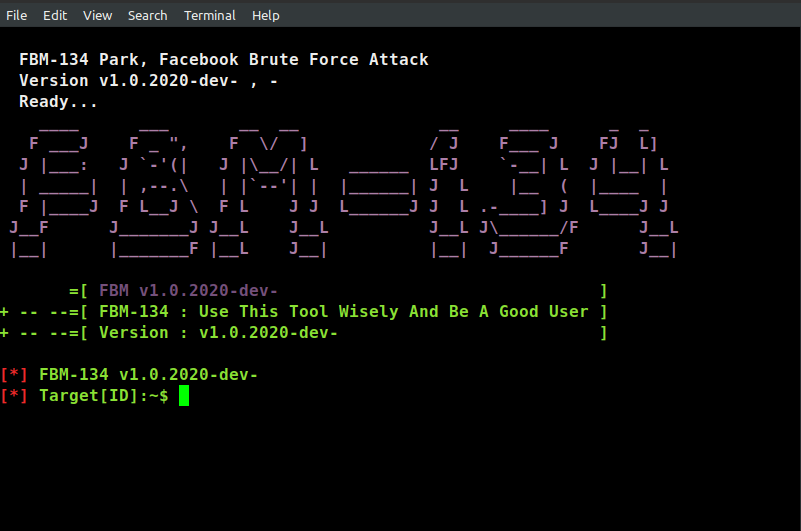 File Edit View Search Terminal Help
FBM-134 Park, Facebook Brute Force Attack
Version v1.0.2020-dev- , -
Ready...
FBM-134
=[ FBM v1.0.2020-dev- ]
+ -- --=[ FBM-134 : Use This Tool Wisely And Be A Good User ]
+ -- --=[ Version : v1.0.2020-dev- ]
[*] FBM-134 v1.0.2020-dev-
[*] Target[ID]:~$